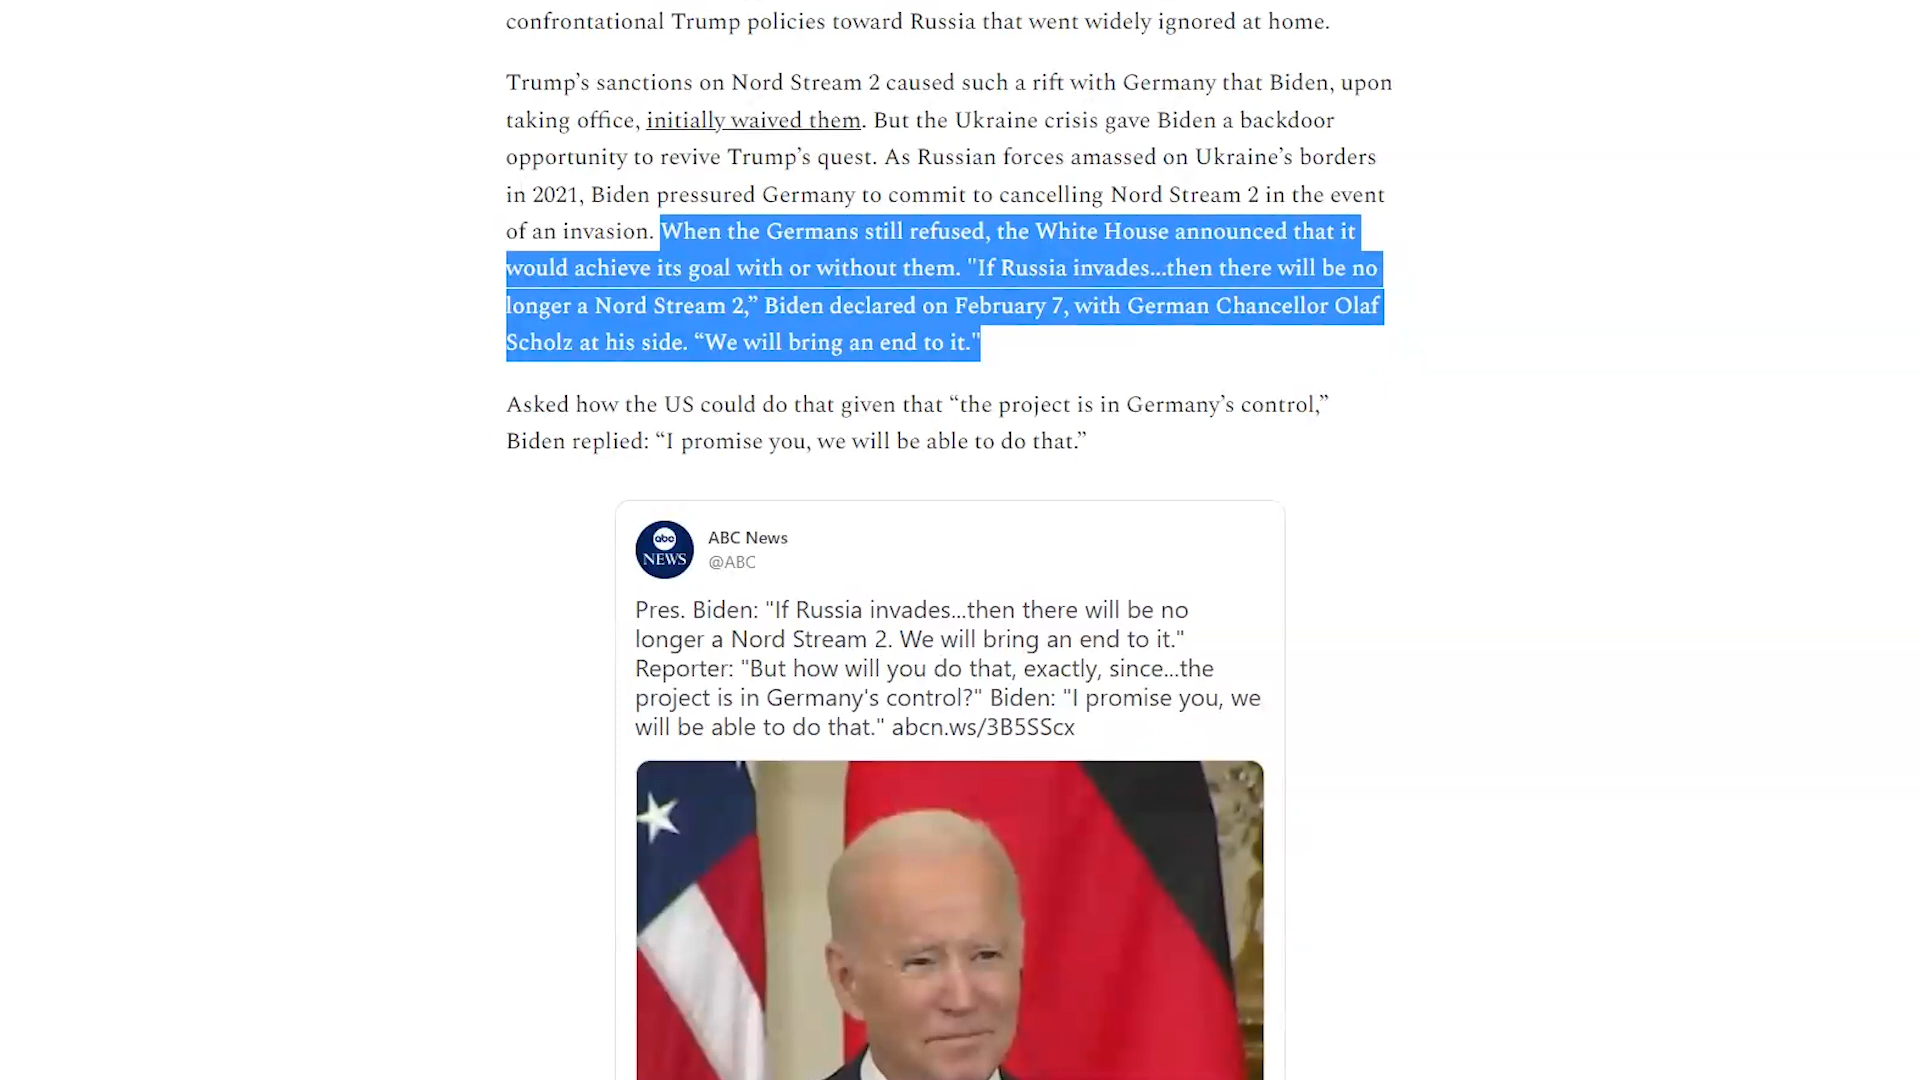 confrontational Trump policies toward Russia that went widely ignored at home.
Trump’s sanctions on Nord Stream 2 caused such a rift with Germany that Biden, upon
taking office, initially waived them. But the Ukraine crisis gave Biden a backdoor
opportunity to revive Trump’s quest. As Russian forces amassed on Ukraine’s borders
in 2021, Biden pressured Germany to commit to cancelling Nord Stream 2 in the event
of an invasion. When the Germans still refused, the White House announced that it
would achieve its goal with or without them. "If Russia invades...then there will be no
longer a Nord Stream 2,” Biden declared on February 7, with German Chancellor Olaf
Scholz at his side. “We will bring an end to it."
Asked how the US could do that given that “the project is in Germany’s control,”
Biden replied: “I promise you, we will be able to do that.”
abc
NEWS
ABC News
@ABC
Pres. Biden: "If Russia invades...then there will be no
longer a Nord Stream 2. We will bring an end to it."
Reporter: "But how will you do that, exactly, since...the
project is in Germany's control?" Biden: "I promise you, we
will be able to do that." abcn.ws/3B5SScx